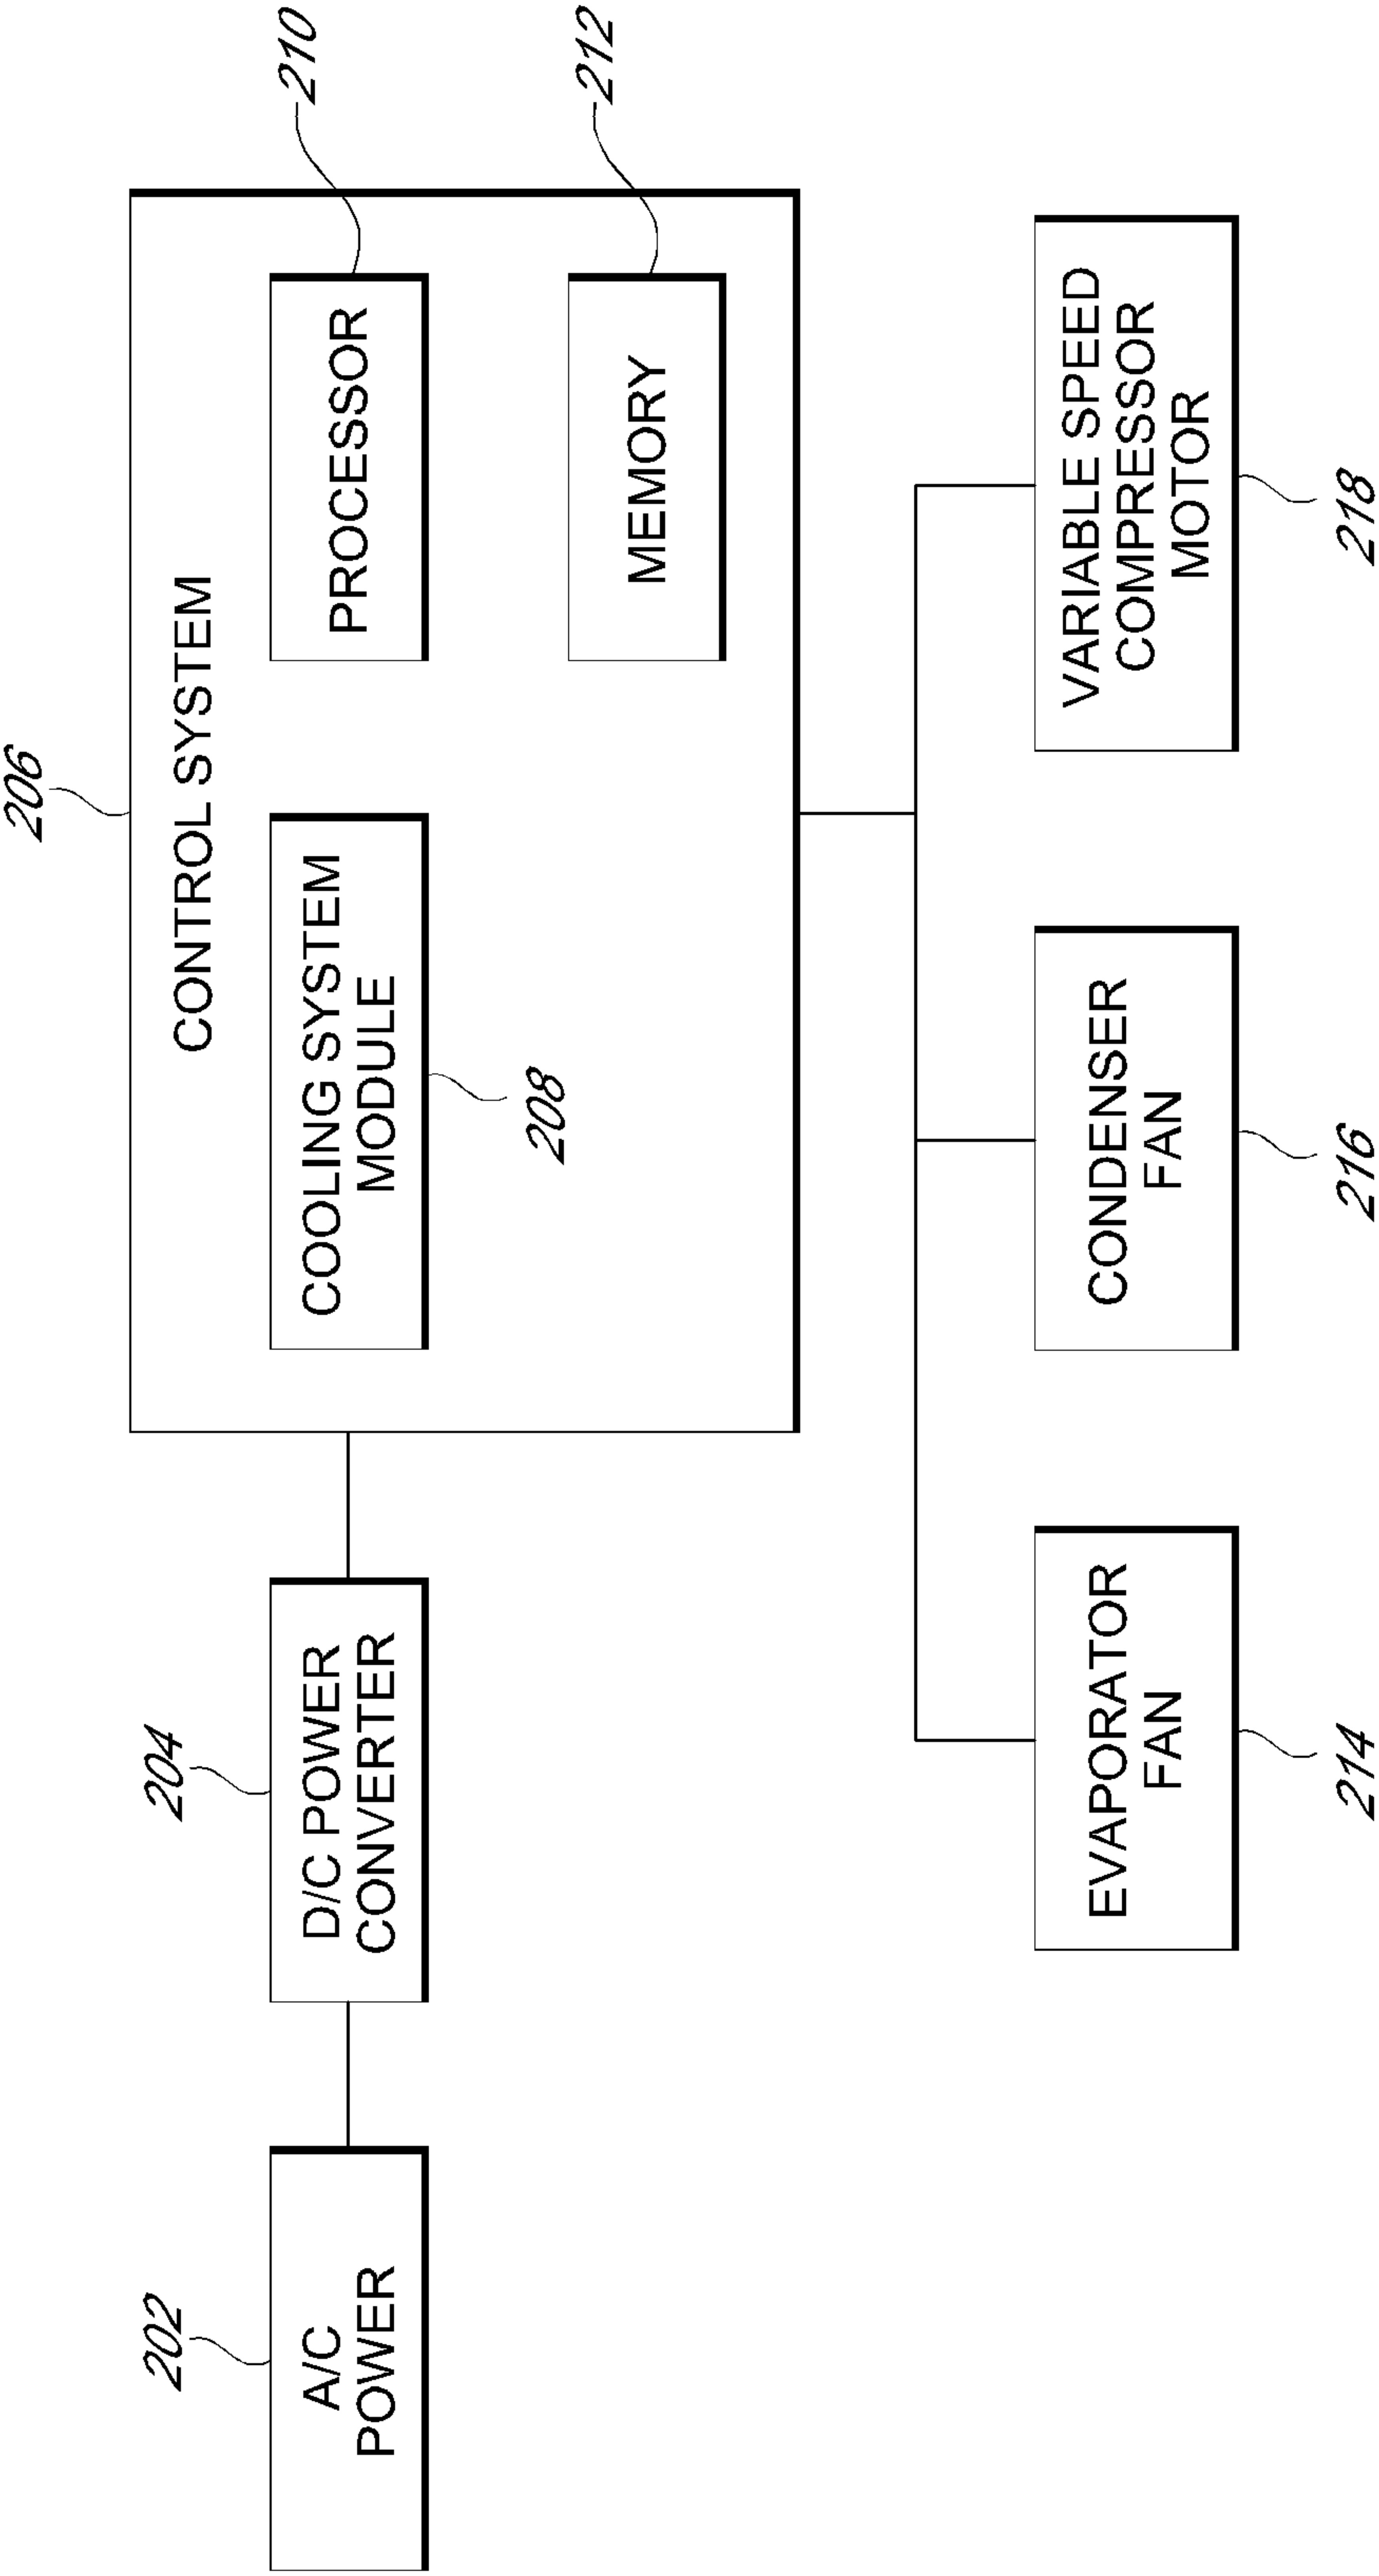 206
CONTROL SYSTEM
210
202
204
A/C
POWER
D/C POWER
CONVERTER
COOLING SYSTEM
MODULE
PROCESSOR
208
212
MEMORY
EVAPORATOR
FAN
CONDENSER
FAN
VARIABLE SPEED
COMPRESSOR
MOTOR
214
216
218